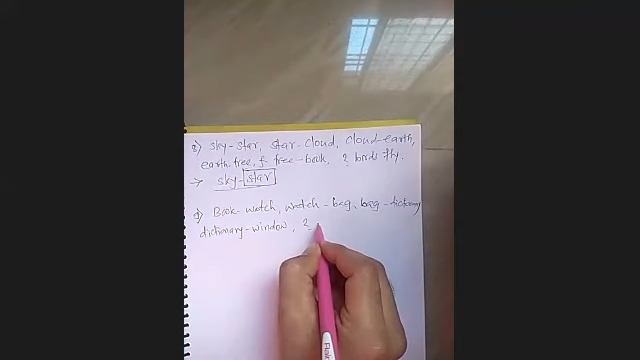 c) sky-star, star-cloud, cloud-earth,
earth-tree, f tree-book, ? birds fly.
→ sky-star
d) Book-watch, watch-bag, bag-dictionary
dictionary-window, ?